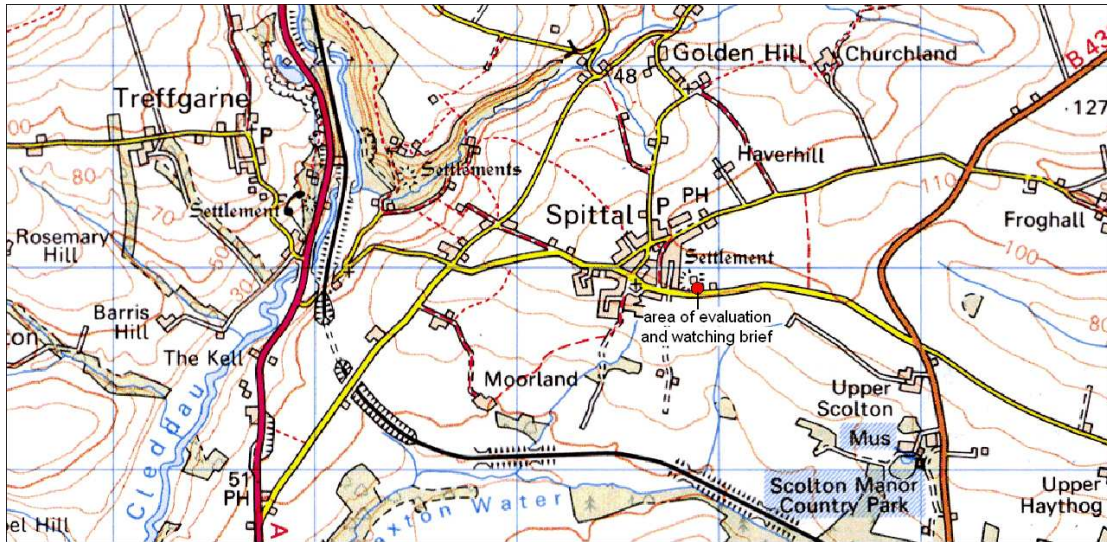 Golden Hill
48
Churchland
B 43
Treffgarne
P
127
00
80
Settlements
Haverhill
110
70
Settlement
Spittal
P
PH
Froghall
Rosemary
Hill
50
Settlement
100
30
Barris
Hill
area of evaluation
and watching brief
80
ton
The Kell
Moorland
Upper
Scolton
Mus
Cleddau
51
PH
Scolton Manor
Country Park
Upper
Haythog
axton Water
bel Hill
A
d